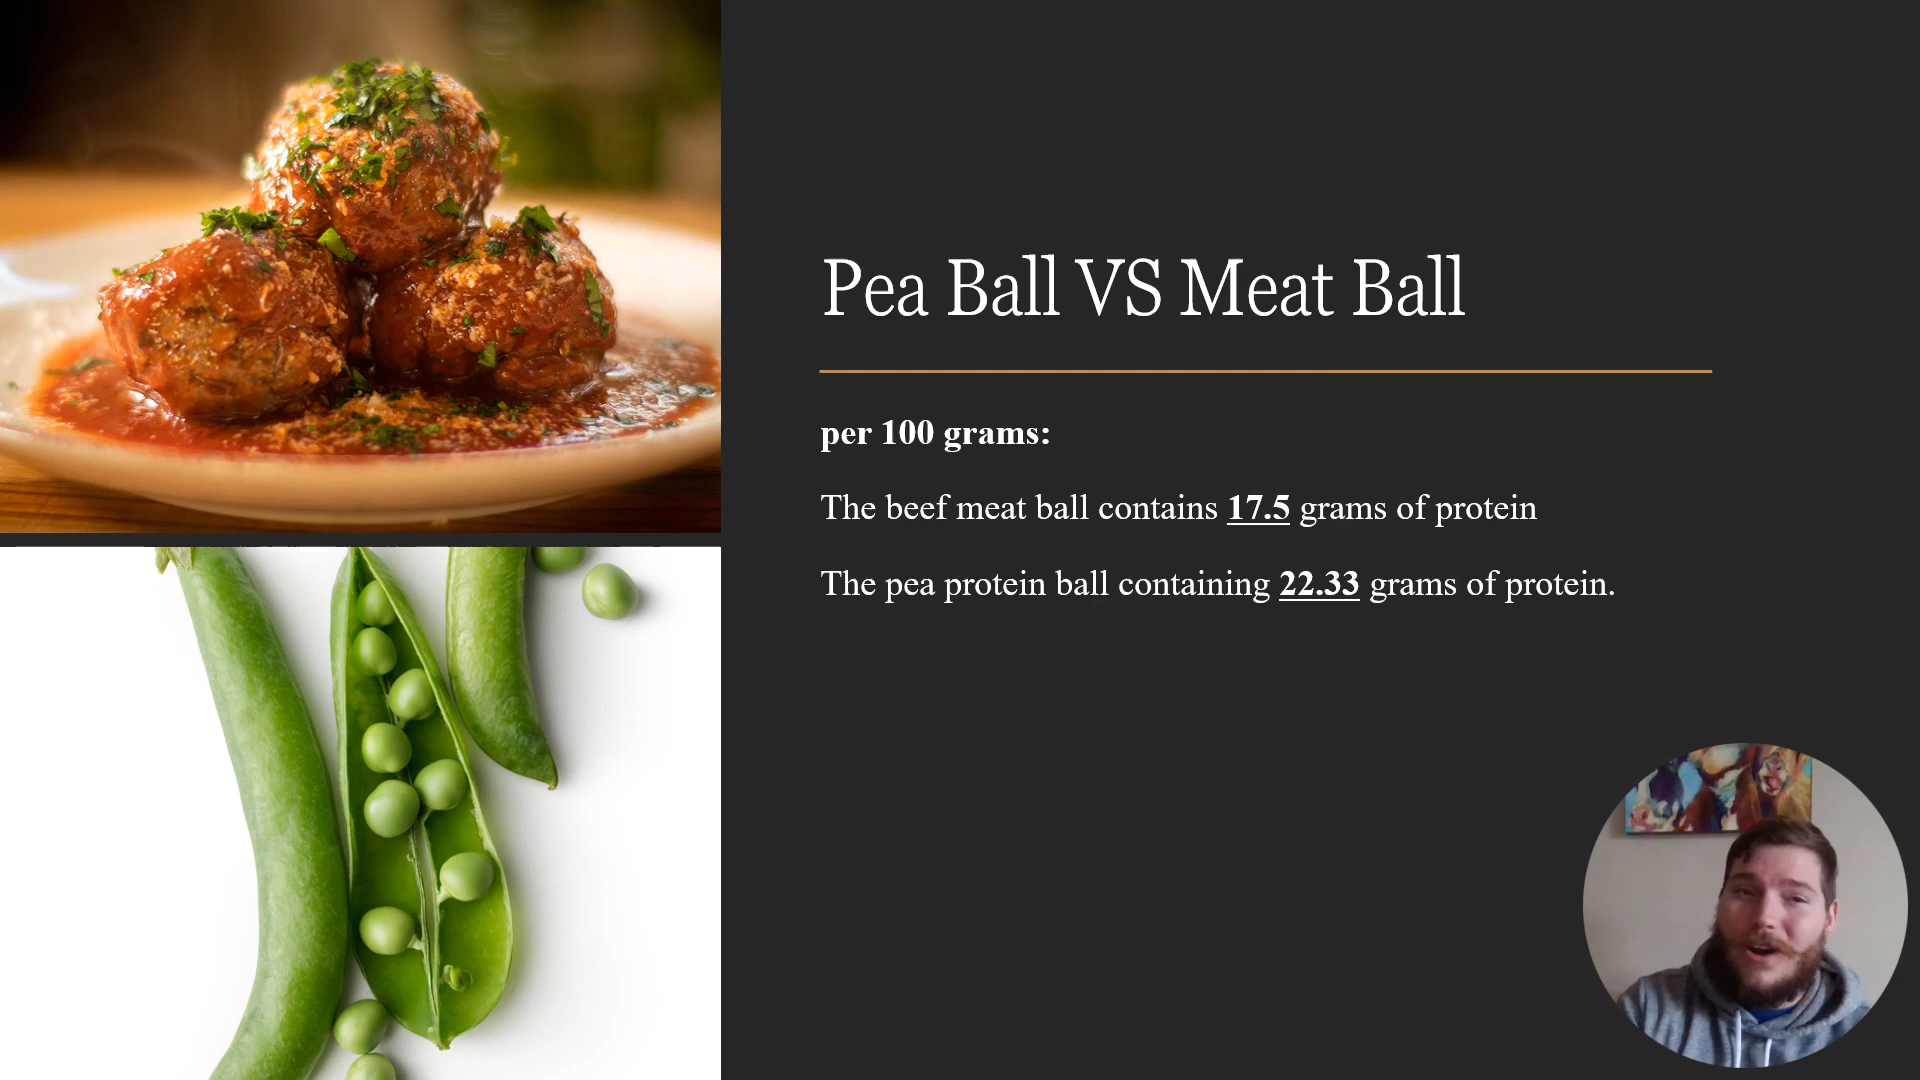 Pea Ball VS Meat Ball
per 100 grams:
The beef meat ball contains 17.5 grams of protein
The pea protein ball containing 22.33 grams of protein.